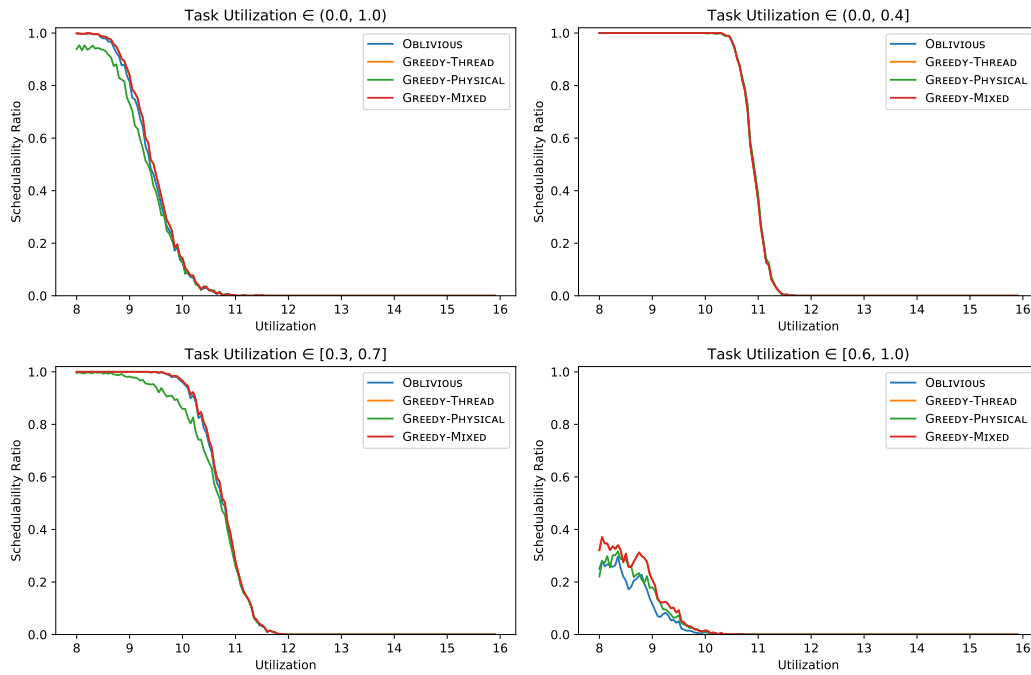 Task Utilization ∈ (0.0, 1.0)
Schedulability Ratio
1.0
0.8
0.6
0.4
0.2
0.0
8 9 10 11 12 13 14 15 16
Utilization
OBLIVIOUS
GREEDY-THREAD
GREEDY-PHYSICAL
GREEDY-MIXED
Task Utilization ∈ (0.0, 0.4]
Schedulability Ratio
1.0
0.8
0.6
0.4
0.2
0.0
8 9 10 11 12 13 14 15 16
Utilization
OBLIVIOUS
GREEDY-THREAD
GREEDY-PHYSICAL
GREEDY-MIXED
Task Utilization ∈ [0.3, 0.7]
Schedulability Ratio
1.0
0.8
0.6
0.4
0.2
0.0
8 9 10 11 12 13 14 15 16
Utilization
OBLIVIOUS
GREEDY-THREAD
GREEDY-PHYSICAL
GREEDY-MIXED
Task Utilization ∈ [0.6, 1.0)
Schedulability Ratio
1.0
0.8
0.6
0.4
0.2
0.0
8 9 10 11 12 13 14 15 16
Utilization
OBLIVIOUS
GREEDY-THREAD
GREEDY-PHYSICAL
GREEDY-MIXED